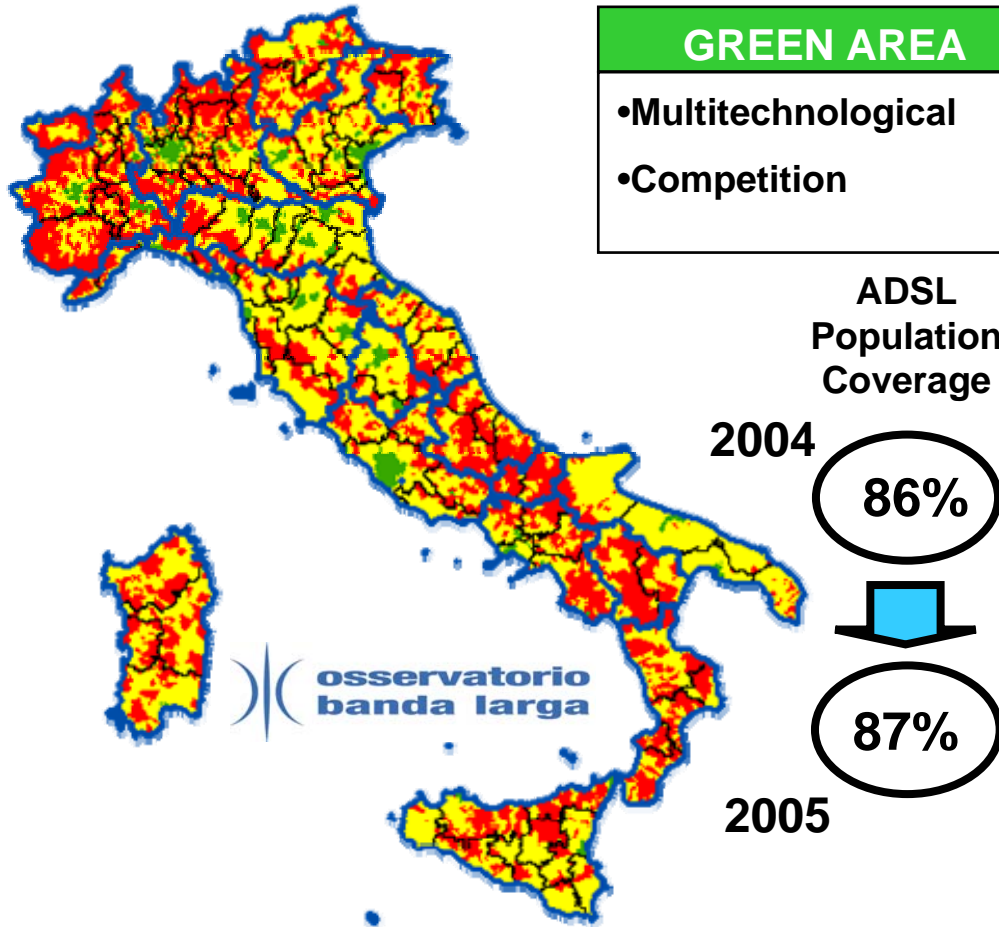 GREEN AREA
•Multitechnological
•Competition
ADSL
Population
Coverage
2004
86%
87%
2005
osservatorio
banda larga